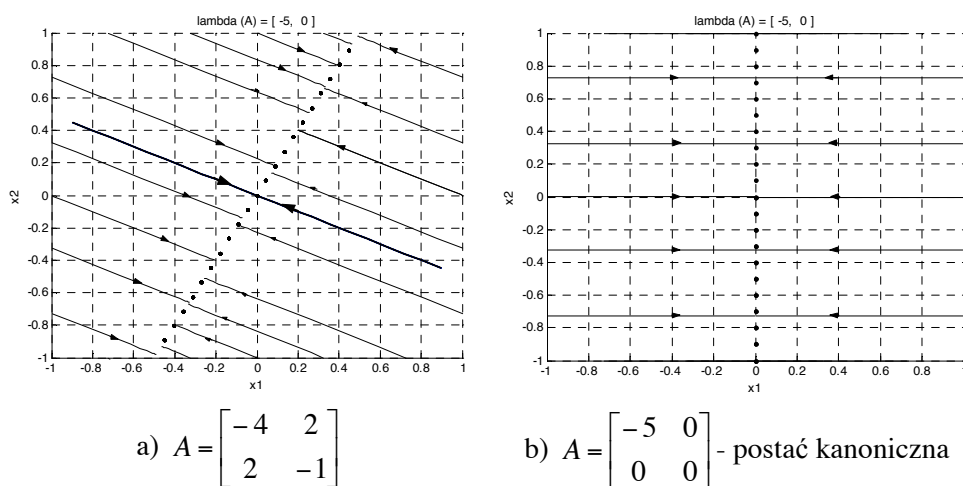 lambda (A) = [ -5, 0 ]
1
0.8
0.6
0.4
0.2
0
-0.2
-0.4
-0.6
-0.8
-1
x2
-1 -0.8 -0.6 -0.4 -0.2 0 0.2 0.4 0.6 0.8 1
x1
a) A = [ -4 2
2 -1 ]
lambda (A) = [ -5, 0 ]
1
0.8
0.6
0.4
0.2
0
-0.2
-0.4
-0.6
-0.8
-1
x2
-1 -0.8 -0.6 -0.4 -0.2 0 0.2 0.4 0.6 0.8 1
x1
b) A = [ -5 0
0 0 ] - postać kanoniczna